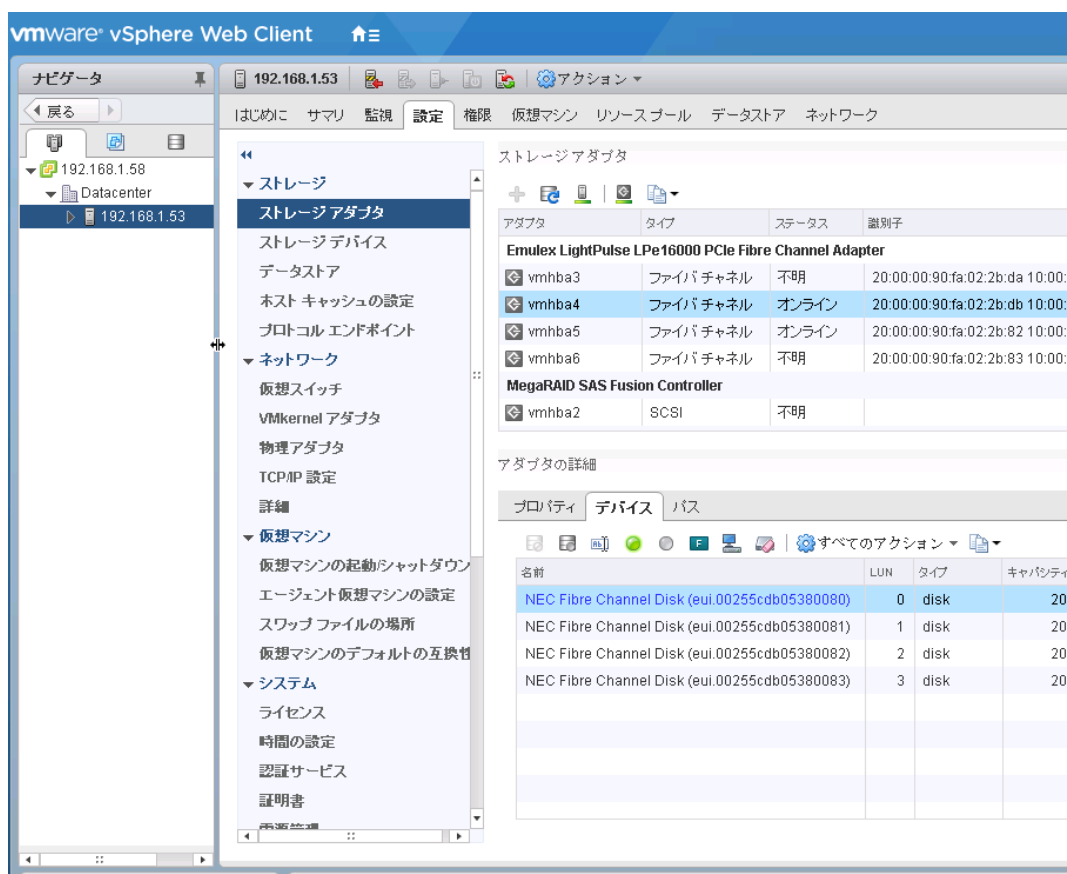 vmware® vSphere Web Client
ナビゲータ
戻る
192.168.1.58
Datacenter
192.168.1.53
192.168.1.53 アクション
はじめに サマリ 監視 設定 権限 仮想マシン リソース プール データストア ネットワーク
ストレージ
ストレージ アダプタ
ストレージ デバイス
データストア
ホスト キャッシュの設定
プロトコル エンドポイント
ネットワーク
仮想スイッチ
VMkernel アダプタ
物理アダプタ
TCP/IP 設定
詳細
仮想マシン
仮想マシンの起動/シャットダウン
エージェント仮想マシンの設定
スワップ ファイルの場所
仮想マシンのデフォルトの互換性
システム
ライセンス
時間の設定
認証サービス
証明書
ストレージ アダプタ
アダプタ タイプ ステータス 識別子
Emulex LightPulse LPe16000 PCIe Fibre Channel Adapter
vmhba3 ファイバ チャネル 不明 20:00:00:90:fa:02:2b:da 10:00:
vmhba4 ファイバ チャネル オンライン 20:00:00:90:fa:02:2b:db 10:00:
vmhba5 ファイバ チャネル オンライン 20:00:00:90:fa:02:2b:82 10:00:
vmhba6 ファイバ チャネル 不明 20:00:00:90:fa:02:2b:83 10:00:
MegaRAID SAS Fusion Controller
vmhba2 SCSI 不明
アダプタの詳細
プロパティ デバイス パス
すべてのアクション
名前 LUN タイプ キャパシティ
NEC Fibre Channel Disk (eui.00255cdb05380080) 0 disk 20
NEC Fibre Channel Disk (eui.00255cdb05380081) 1 disk 20
NEC Fibre Channel Disk (eui.00255cdb05380082) 2 disk 20
NEC Fibre Channel Disk (eui.00255cdb05380083) 3 disk 20